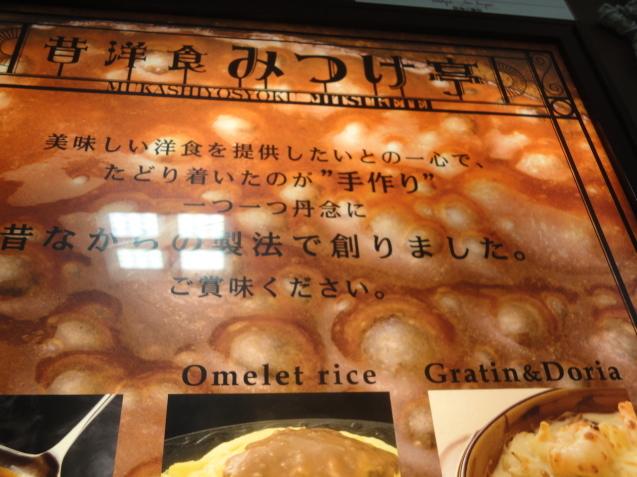 昔洋食 みつけ亭
MUKASHIYOSYOKU MITSUKETEI
美味しい洋食を提供したいとの一心で、
たどり着いたのが”手作り”
一つ一つ丹念に
昔ながらの製法で創りました。
ご賞味ください。
Omelet rice
Gratin&Doria